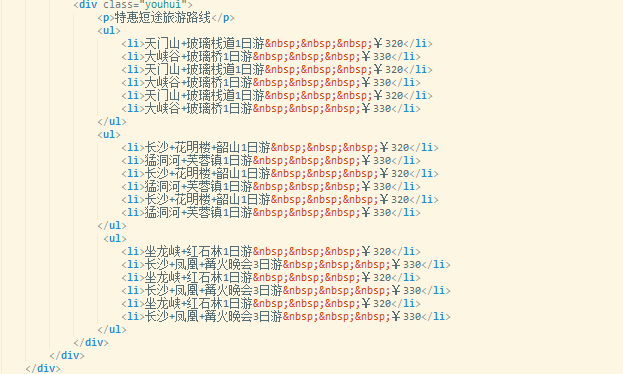 <div class="youhui">
<p>特惠短途旅游路线</p>
<ul>
<li>天门山+玻璃栈道1日游&nbsp;&nbsp;&nbsp;￥320</li>
<li>大峡谷+玻璃桥1日游&nbsp;&nbsp;&nbsp;￥330</li>
<li>天门山+玻璃栈道1日游&nbsp;&nbsp;&nbsp;￥320</li>
<li>大峡谷+玻璃桥1日游&nbsp;&nbsp;&nbsp;￥330</li>
<li>天门山+玻璃栈道1日游&nbsp;&nbsp;&nbsp;￥320</li>
<li>大峡谷+玻璃桥1日游&nbsp;&nbsp;&nbsp;￥330</li>
</ul>
<ul>
<li>长沙+花明楼+韶山1日游&nbsp;&nbsp;&nbsp;￥320</li>
<li>猛洞河+芙蓉镇1日游&nbsp;&nbsp;&nbsp;￥330</li>
<li>长沙+花明楼+韶山1日游&nbsp;&nbsp;&nbsp;￥320</li>
<li>猛洞河+芙蓉镇1日游&nbsp;&nbsp;&nbsp;￥330</li>
<li>长沙+花明楼+韶山1日游&nbsp;&nbsp;&nbsp;￥320</li>
<li>猛洞河+芙蓉镇1日游&nbsp;&nbsp;&nbsp;￥330</li>
</ul>
<ul>
<li>坐龙峡+红石林1日游&nbsp;&nbsp;&nbsp;￥320</li>
<li>长沙+凤凰+篝火晚会3日游&nbsp;&nbsp;&nbsp;￥330</li>
<li>坐龙峡+红石林1日游&nbsp;&nbsp;&nbsp;￥320</li>
<li>长沙+凤凰+篝火晚会3日游&nbsp;&nbsp;&nbsp;￥330</li>
<li>坐龙峡+红石林1日游&nbsp;&nbsp;&nbsp;￥320</li>
<li>长沙+凤凰+篝火晚会3日游&nbsp;&nbsp;&nbsp;￥330</li>
</ul>
</div>
</div>
</div>